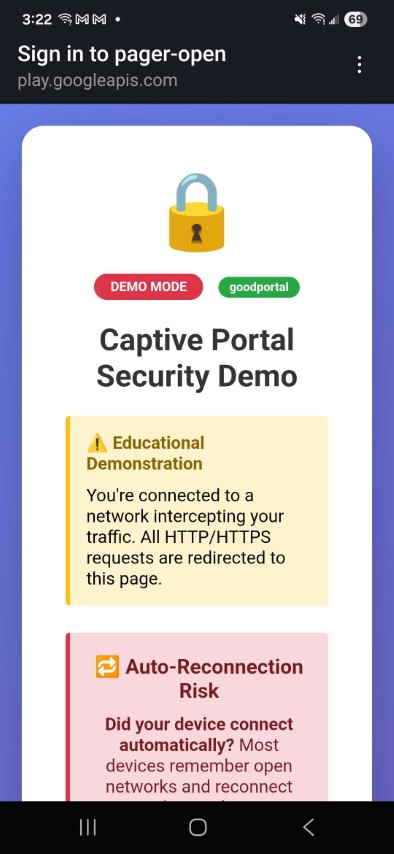 3:22
69
Sign in to pager-open
play.googleapis.com
DEMO MODE
goodportal
Captive Portal
Security Demo
⚠️ Educational
Demonstration
You're connected to a
network intercepting your
traffic. All HTTP/HTTPS
requests are redirected to
this page.
🔁 Auto-Reconnection
Risk
Did your device connect
automatically? Most
devices remember open
networks and reconnect